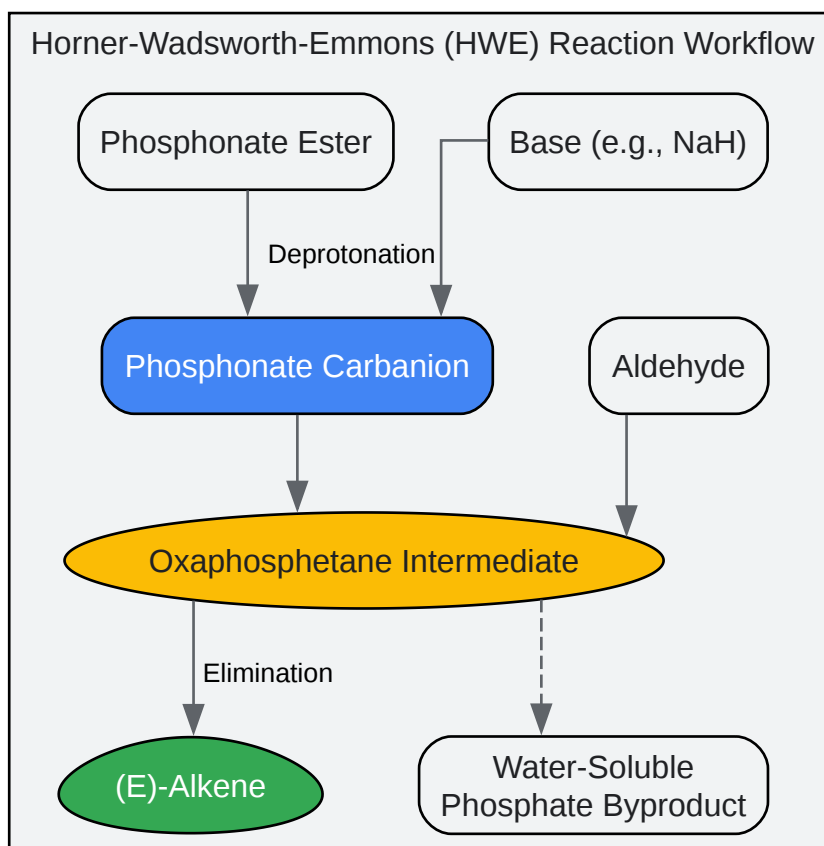 Horner-Wadsworth-Emmons (HWE) Reaction Workflow
Phosphonate Ester
Base (e.g., NaH)
Deprotonation
Phosphonate Carbanion
Aldehyde
Oxaphosphetane Intermediate
Elimination
(E)-Alkene
Water-Soluble
Phosphate Byproduct